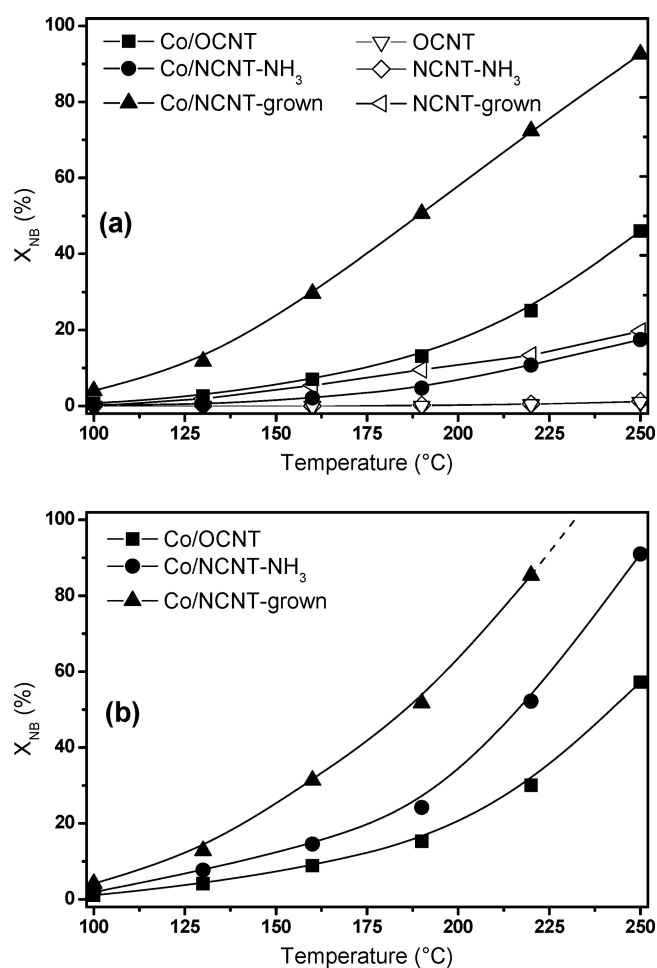 100
80
60
40
20
0
X_NB (%)
(a)
Co/OCNT
Co/NCNT-NH₃
Co/NCNT-grown
OCNT
NCNT-NH₃
NCNT-grown
100 125 150 175 200 225 250
Temperature (°C)
100
80
60
40
20
0
X_NB (%)
(b)
Co/OCNT
Co/NCNT-NH₃
Co/NCNT-grown
100 125 150 175 200 225 250
Temperature (°C)